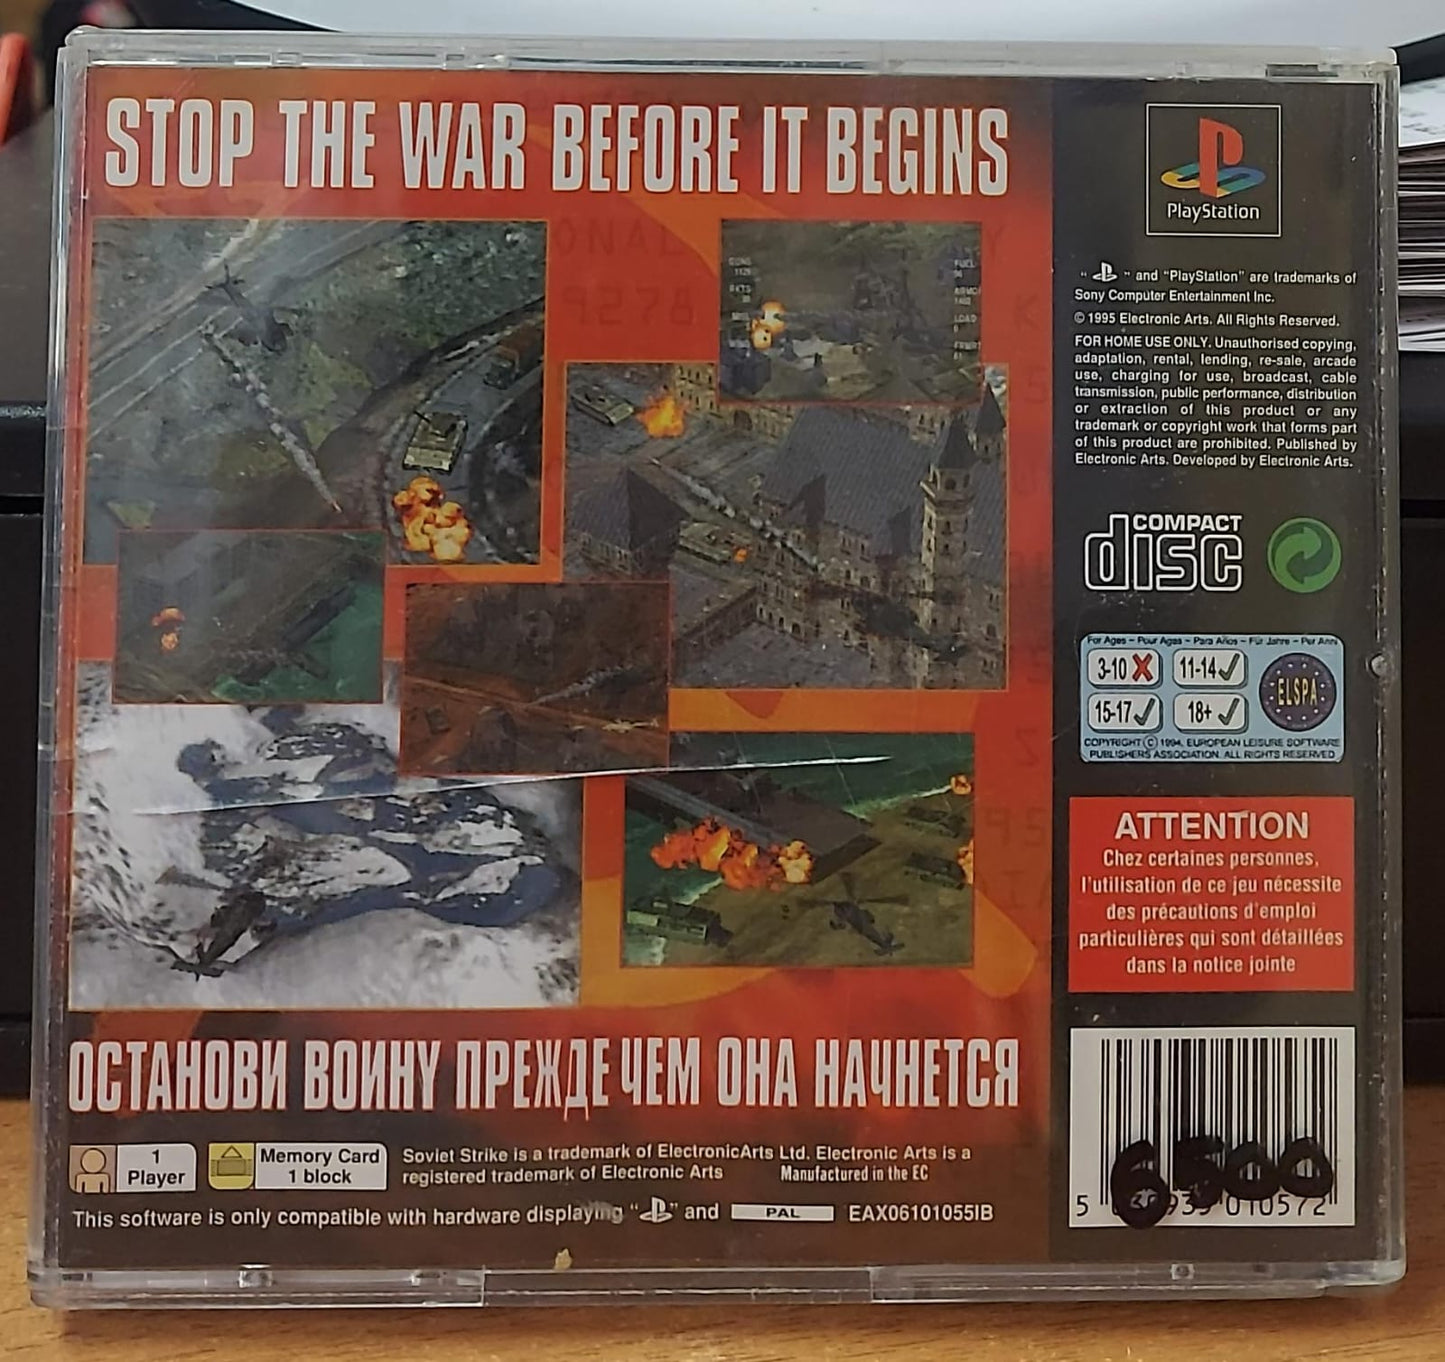 STOP THE WAR BEFORE IT BEGINS
PlayStation
" " and "PlayStation" are trademarks of
Sony Computer Entertainment Inc.
© 1995 Electronic Arts. All Rights Reserved.
FOR HOME USE ONLY. Unauthorised copying,
adaptation, rental, lending, re-sale, arcade
use, charging for use, broadcast, cable
transmission, public performance, distribution
or extraction of this product or any
trademark or copyright work that forms part
of this product are prohibited. Published by
Electronic Arts. Developed by Electronic Arts.
COMPACT
disc
For Ages – Pour Ages – Para Años – Für Jahre – Per Anni
3-10 11-14
15-17 18+
ELSPA
COPYRIGHT © 1994, EUROPEAN LEISURE SOFTWARE
PUBLISHERS ASSOCIATION. ALL RIGHTS RESERVED
ATTENTION
Chez certaines personnes,
l'utilisation de ce jeu nécessite
des précautions d'emploi
particulières qui sont détaillées
dans la notice jointe
ОСТАНОВИ ВОИНУ ПРЕЖДЕ ЧЕМ ОНА НАЧНЕТСЯ
1
Player
Memory Card
1 block
Soviet Strike is a trademark of ElectronicArts Ltd. Electronic Arts is a
registered trademark of Electronic Arts Manufactured in the EC
This software is only compatible with hardware displaying " " and PAL EAX06101055IB
6500
5 010572